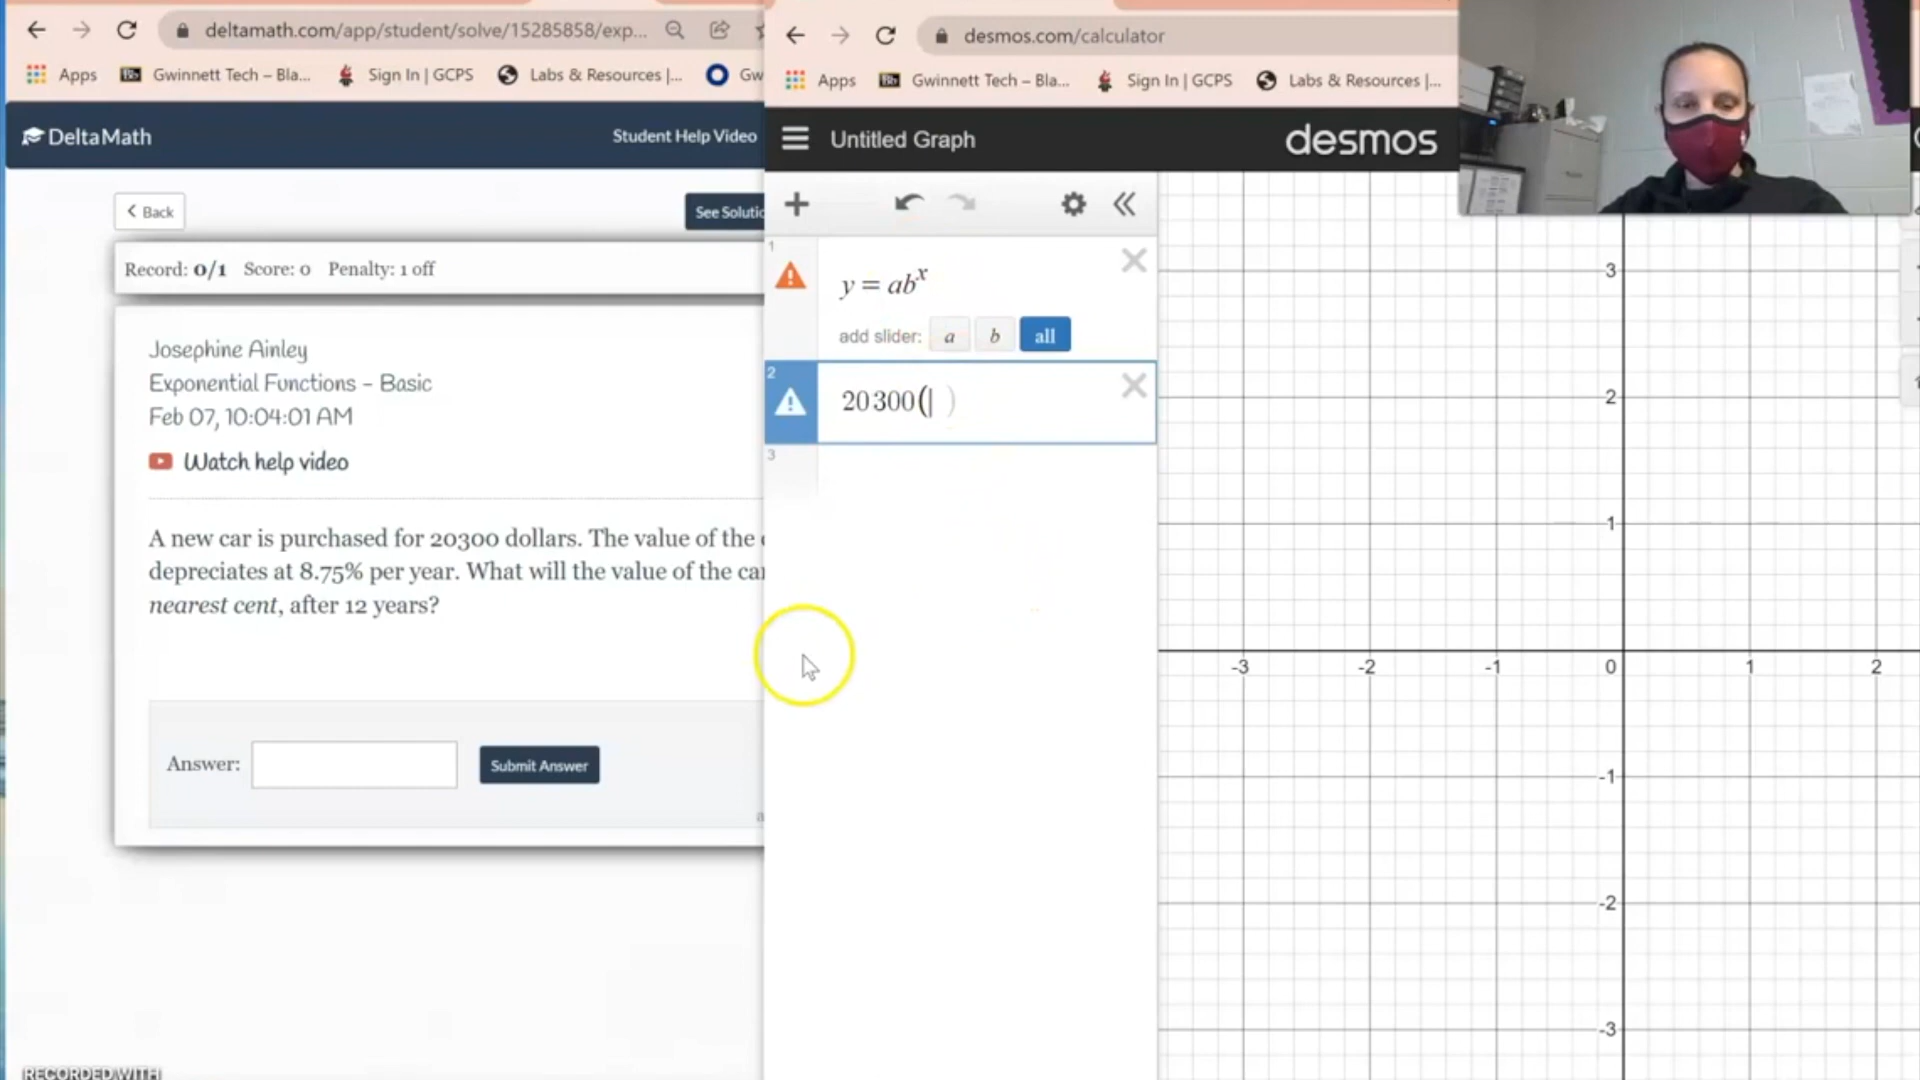 deltamath.com/app/student/solve/15285858/exp...
Apps
Bb
Gwinnett Tech – Bla...
Sign In | GCPS
Labs & Resources |...
Gw
DeltaMath
Student Help Video
Back
See Solutio
Record: 0/1 Score: 0 Penalty: 1 off
Josephine Ainley
Exponential Functions – Basic
Feb 07, 10:04:01 AM
Watch help video
A new car is purchased for 20300 dollars. The value of the
depreciates at 8.75% per year. What will the value of the car
nearest cent, after 12 years?
Answer:
Submit Answer
RECORDED WITH
desmos.com/calculator
Apps
Bb
Gwinnett Tech – Bla...
Sign In | GCPS
Labs & Resources |...
Untitled Graph
desmos
1
y = abˣ
add slider: a b all
2
20300( )
3
3
2
1
-3 -2 -1 0 1 2
-1
-2
-3